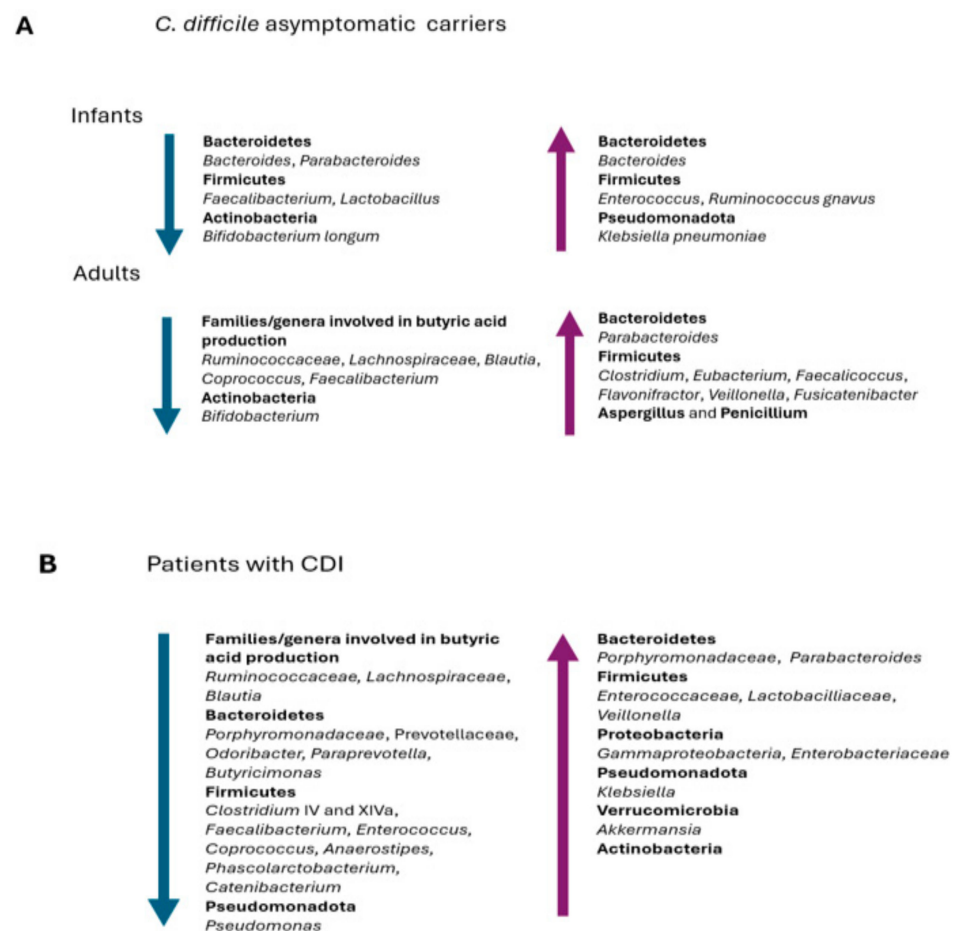 A
C. difficile asymptomatic carriers
Infants
Bacteroidetes
Bacteroides, Parabacteroides
Firmicutes
Faecalibacterium, Lactobacillus
Actinobacteria
Bifidobacterium longum
Bacteroidetes
Bacteroides
Firmicutes
Enterococcus, Ruminococcus gnavus
Pseudomonadota
Klebsiella pneumoniae
Adults
Families/genera involved in butyric acid
production
Ruminococcaceae, Lachnospiraceae, Blautia,
Coprococcus, Faecalibacterium
Actinobacteria
Bifidobacterium
Bacteroidetes
Parabacteroides
Firmicutes
Clostridium, Eubacterium, Faecalicoccus,
Flavonifractor, Veillonella, Fusicatenibacter
Aspergillus and Penicillium
B
Patients with CDI
Families/genera involved in butyric
acid production
Ruminococcaceae, Lachnospiraceae,
Blautia
Bacteroidetes
Porphyromonadaceae, Prevotellaceae,
Odoribacter, Paraprevotella,
Butyricimonas
Firmicutes
Clostridium IV and XIVa,
Faecalibacterium, Enterococcus,
Coprococcus, Anaerostipes,
Phascolarctobacterium,
Catenibacterium
Pseudomonadota
Pseudomonas
Bacteroidetes
Porphyromonadaceae, Parabacteroides
Firmicutes
Enterococcaceae, Lactobacilliaceae,
Veillonella
Proteobacteria
Gammaproteobacteria, Enterobacteriaceae
Pseudomonadota
Klebsiella
Verrucomicrobia
Akkermansia
Actinobacteria